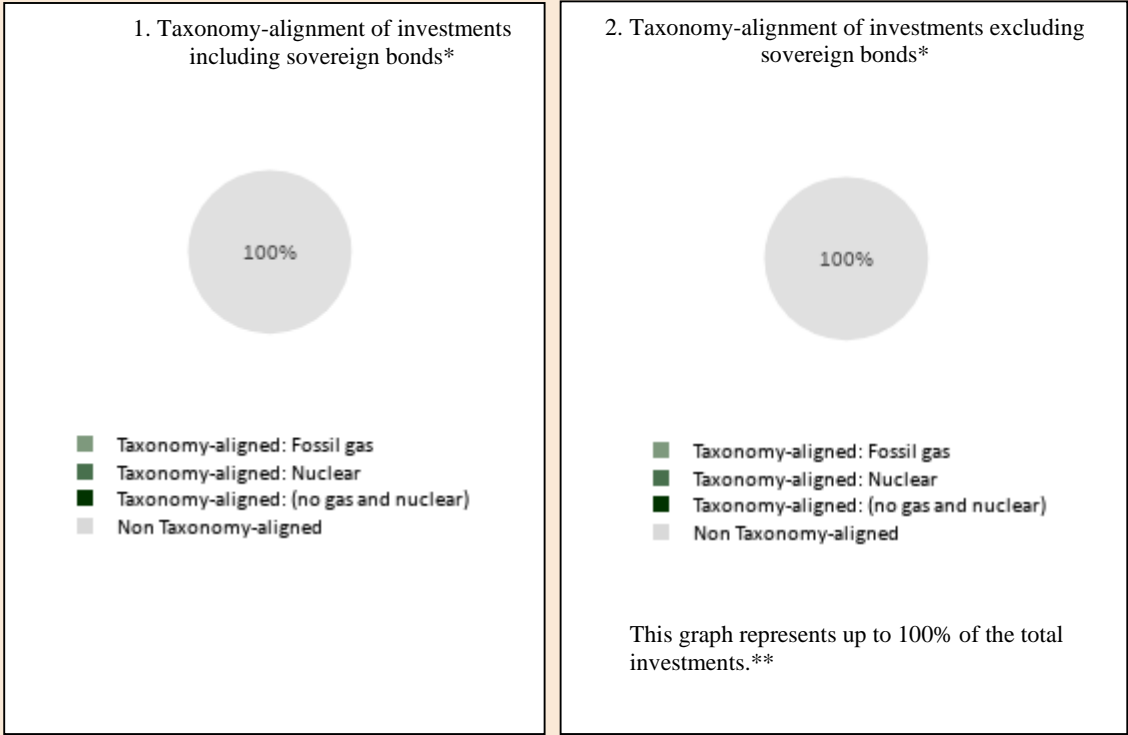 1. Taxonomy-alignment of investments
including sovereign bonds*
100%
Taxonomy-aligned: Fossil gas
Taxonomy-aligned: Nuclear
Taxonomy-aligned: (no gas and nuclear)
Non Taxonomy-aligned
2. Taxonomy-alignment of investments excluding
sovereign bonds*
100%
Taxonomy-aligned: Fossil gas
Taxonomy-aligned: Nuclear
Taxonomy-aligned: (no gas and nuclear)
Non Taxonomy-aligned
This graph represents up to 100% of the total
investments.**